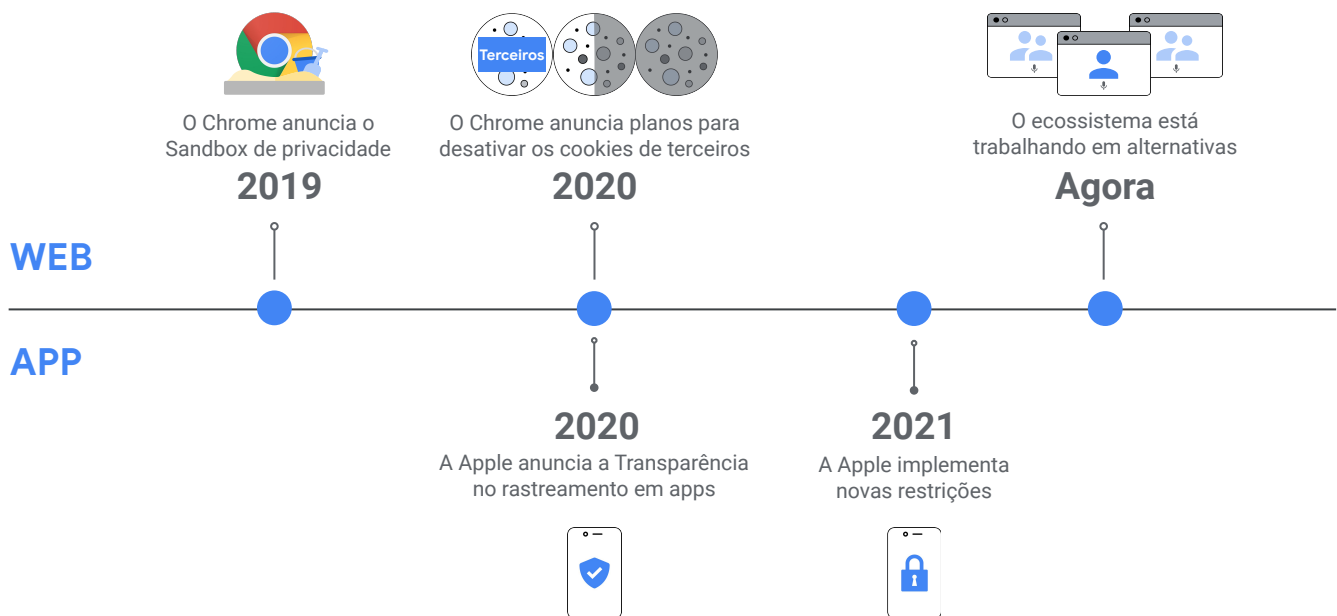 Terceiros
O Chrome anuncia o
Sandbox de privacidade
2019
O Chrome anuncia planos para
desativar os cookies de terceiros
2020
O ecossistema está
trabalhando em alternativas
Agora
WEB
APP
2020
A Apple anuncia a Transparência
no rastreamento em apps
2021
A Apple implementa
novas restrições